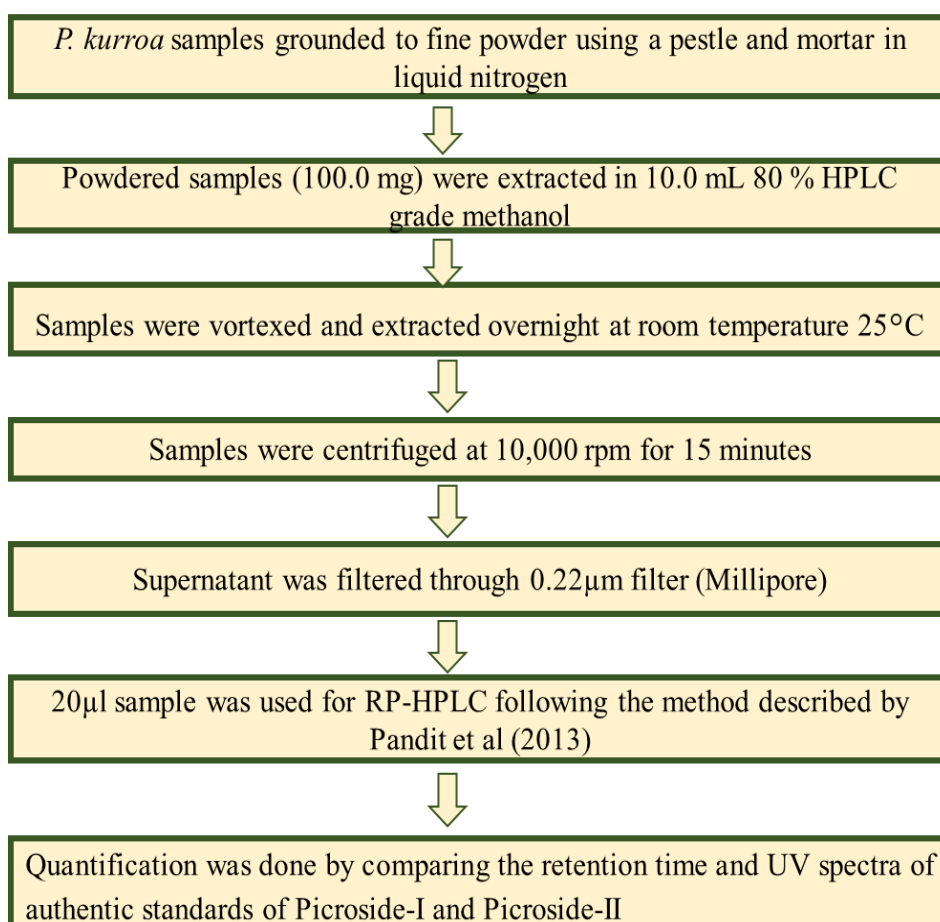 P. kurroa samples grounded to fine powder using a pestle and mortar in
liquid nitrogen
Powdered samples (100.0 mg) were extracted in 10.0 mL 80 % HPLC
grade methanol
Samples were vortexed and extracted overnight at room temperature 25°C
Samples were centrifuged at 10,000 rpm for 15 minutes
Supernatant was filtered through 0.22µm filter (Millipore)
20µl sample was used for RP-HPLC following the method described by
Pandit et al (2013)
Quantification was done by comparing the retention time and UV spectra of
authentic standards of Picroside-I and Picroside-II